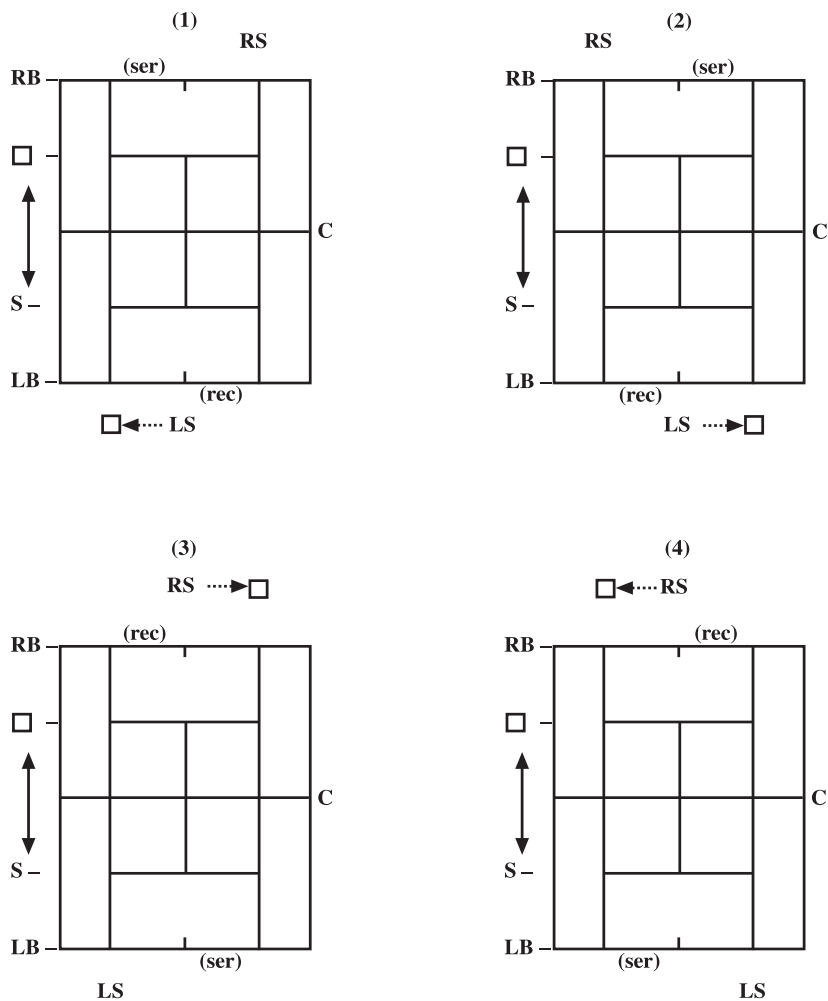 (1)
RS
(ser)
RB
C
S
LB
(rec)
LS
(2)
RS
(ser)
RB
C
S
LB
(rec)
LS
(3)
RS
(rec)
RB
C
S
LB
(ser)
LS
(4)
RS
(rec)
RB
C
S
LB
(ser)
LS